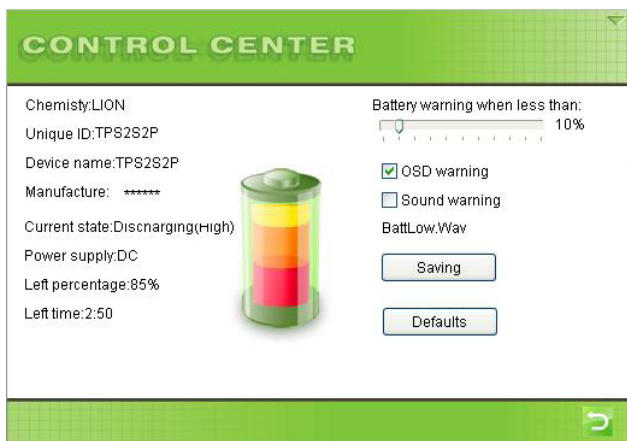 CONTROL CENTER
Chemisty:LION
Unique ID:TPS2S2P
Device name:TPS2S2P
Manufacture: ******
Current state:Discharging(High)
Power supply:DC
Left percentage:85%
Left time:2:50
Battery warning when less than:
10%
OSD warning
Sound warning
BattLow.Wav
Saving
Defaults